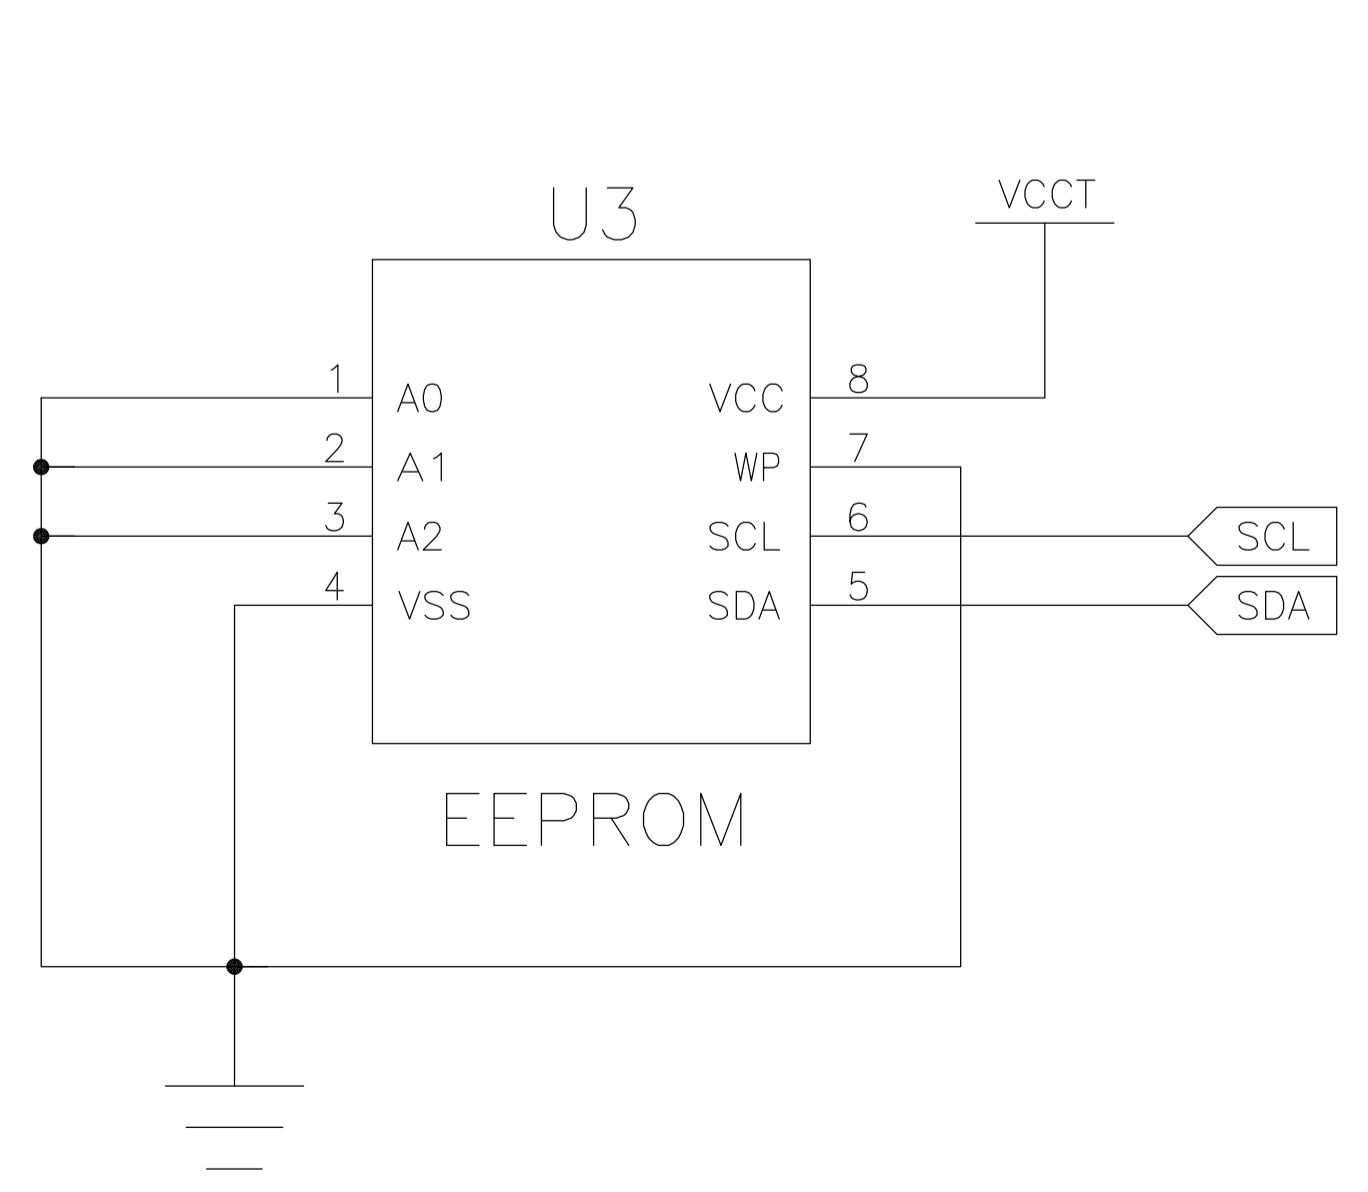 VCCT
U3
1 A0 VCC 8
2 A1 WP 7
3 A2 SCL 6 SCL
4 VSS SDA 5 SDA
EEPROM